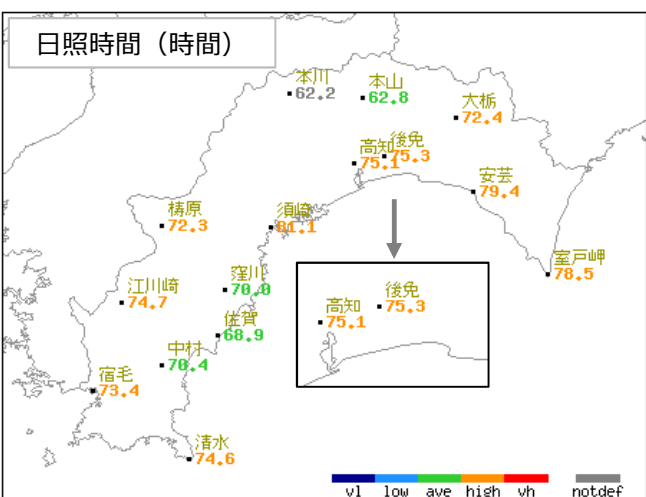 日照時間（時間）
本川
62.2
本山
62.8
大栃
72.4
高知
75.1
後免
75.3
安芸
79.4
梼原
72.3
須崎
81.1
室戸岬
78.5
江川崎
74.7
窪川
70.0
佐賀
68.9
中村
70.4
宿毛
73.4
清水
74.6
後免
75.3
高知
75.1
vl low ave high vh notdef